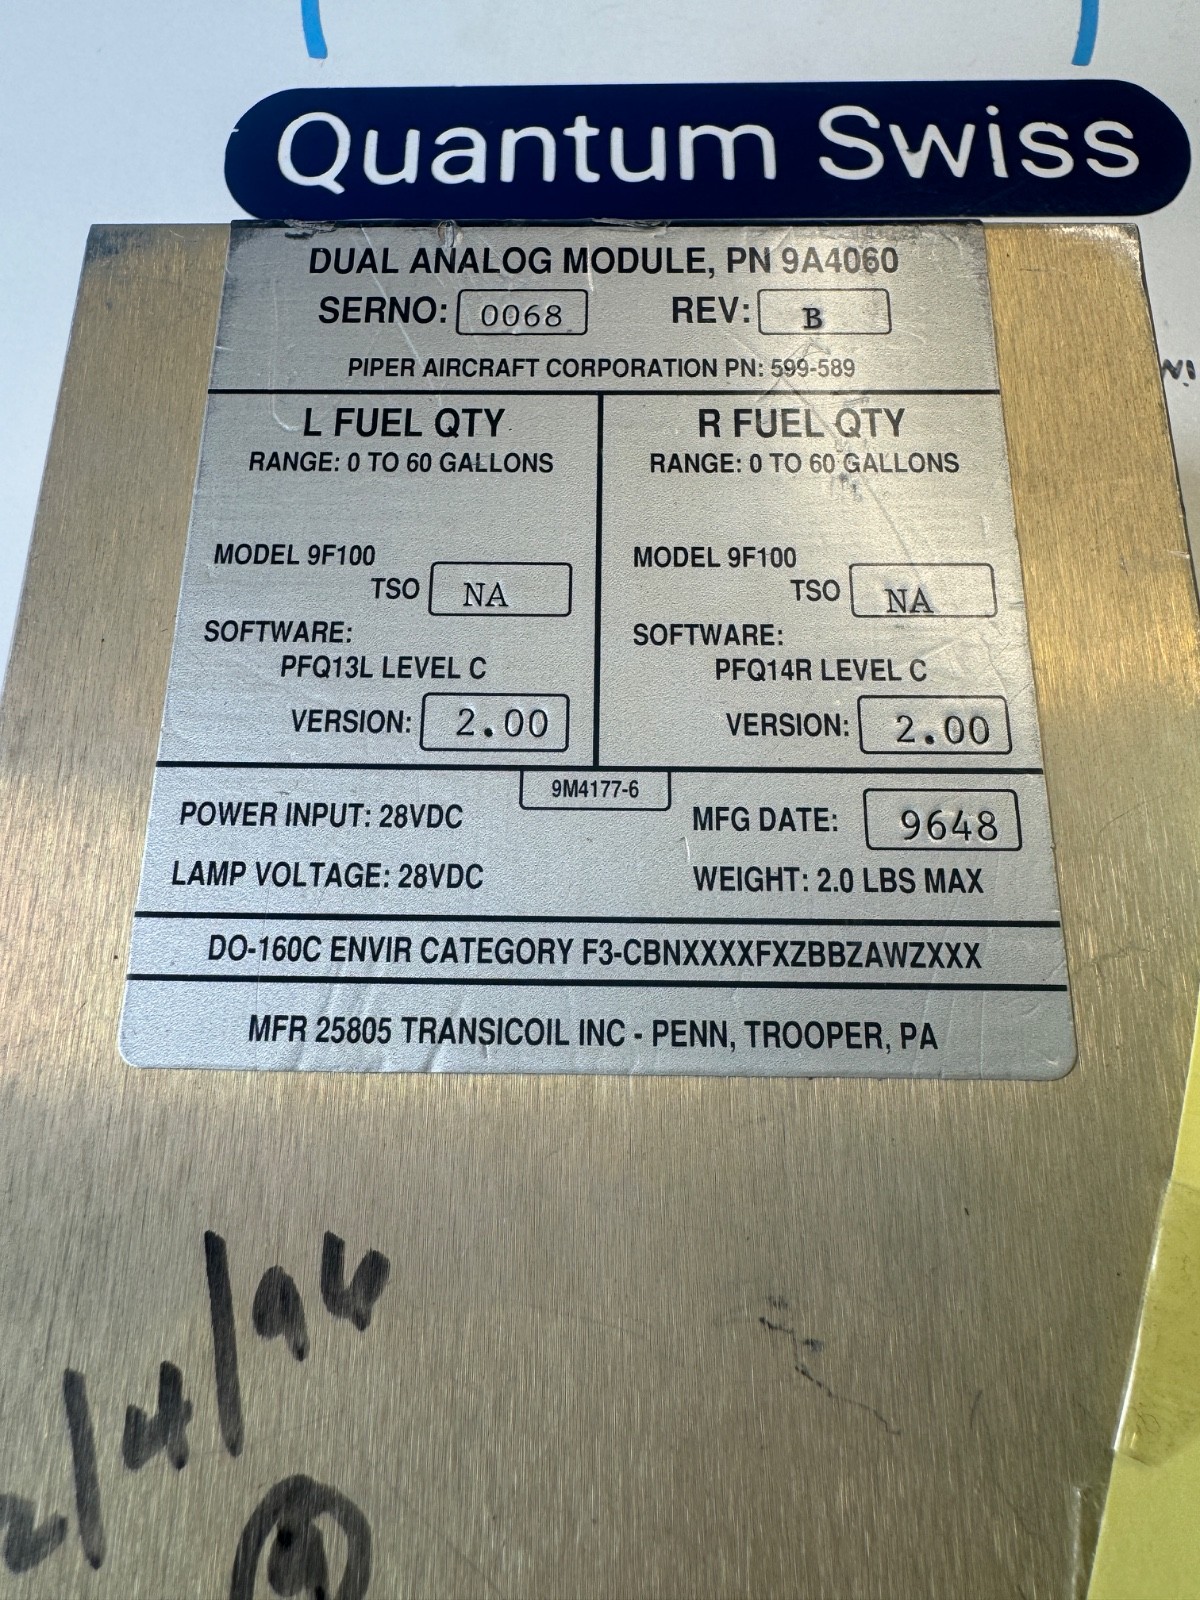 Quantum Swiss
DUAL ANALOG MODULE, PN 9A4060
SERNO: 0068 REV: B
PIPER AIRCRAFT CORPORATION PN: 599-589
L FUEL QTY
RANGE: 0 TO 60 GALLONS
MODEL 9F100
TSO NA
SOFTWARE:
PFQ13L LEVEL C
VERSION: 2.00
R FUEL QTY
RANGE: 0 TO 60 GALLONS
MODEL 9F100
TSO NA
SOFTWARE:
PFQ14R LEVEL C
VERSION: 2.00
9M4177-6
POWER INPUT: 28VDC
MFG DATE: 9648
LAMP VOLTAGE: 28VDC
WEIGHT: 2.0 LBS MAX
DO-160C ENVIR CATEGORY F3-CBNXXXXFXZBBZAWZXXX
MFR 25805 TRANSICOIL INC - PENN, TROOPER, PA
2/4/96